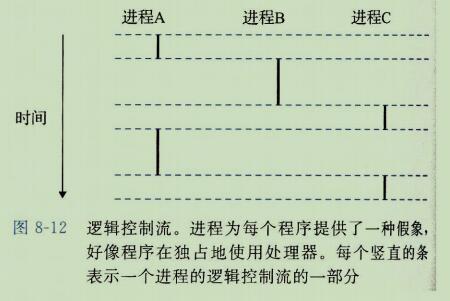 进程A 进程B 进程C
时间
图 8-12 逻辑控制流。进程为每个程序提供了一种假象,
好像程序在独占地使用处理器。每个竖直的条
表示一个进程的逻辑控制流的一部分